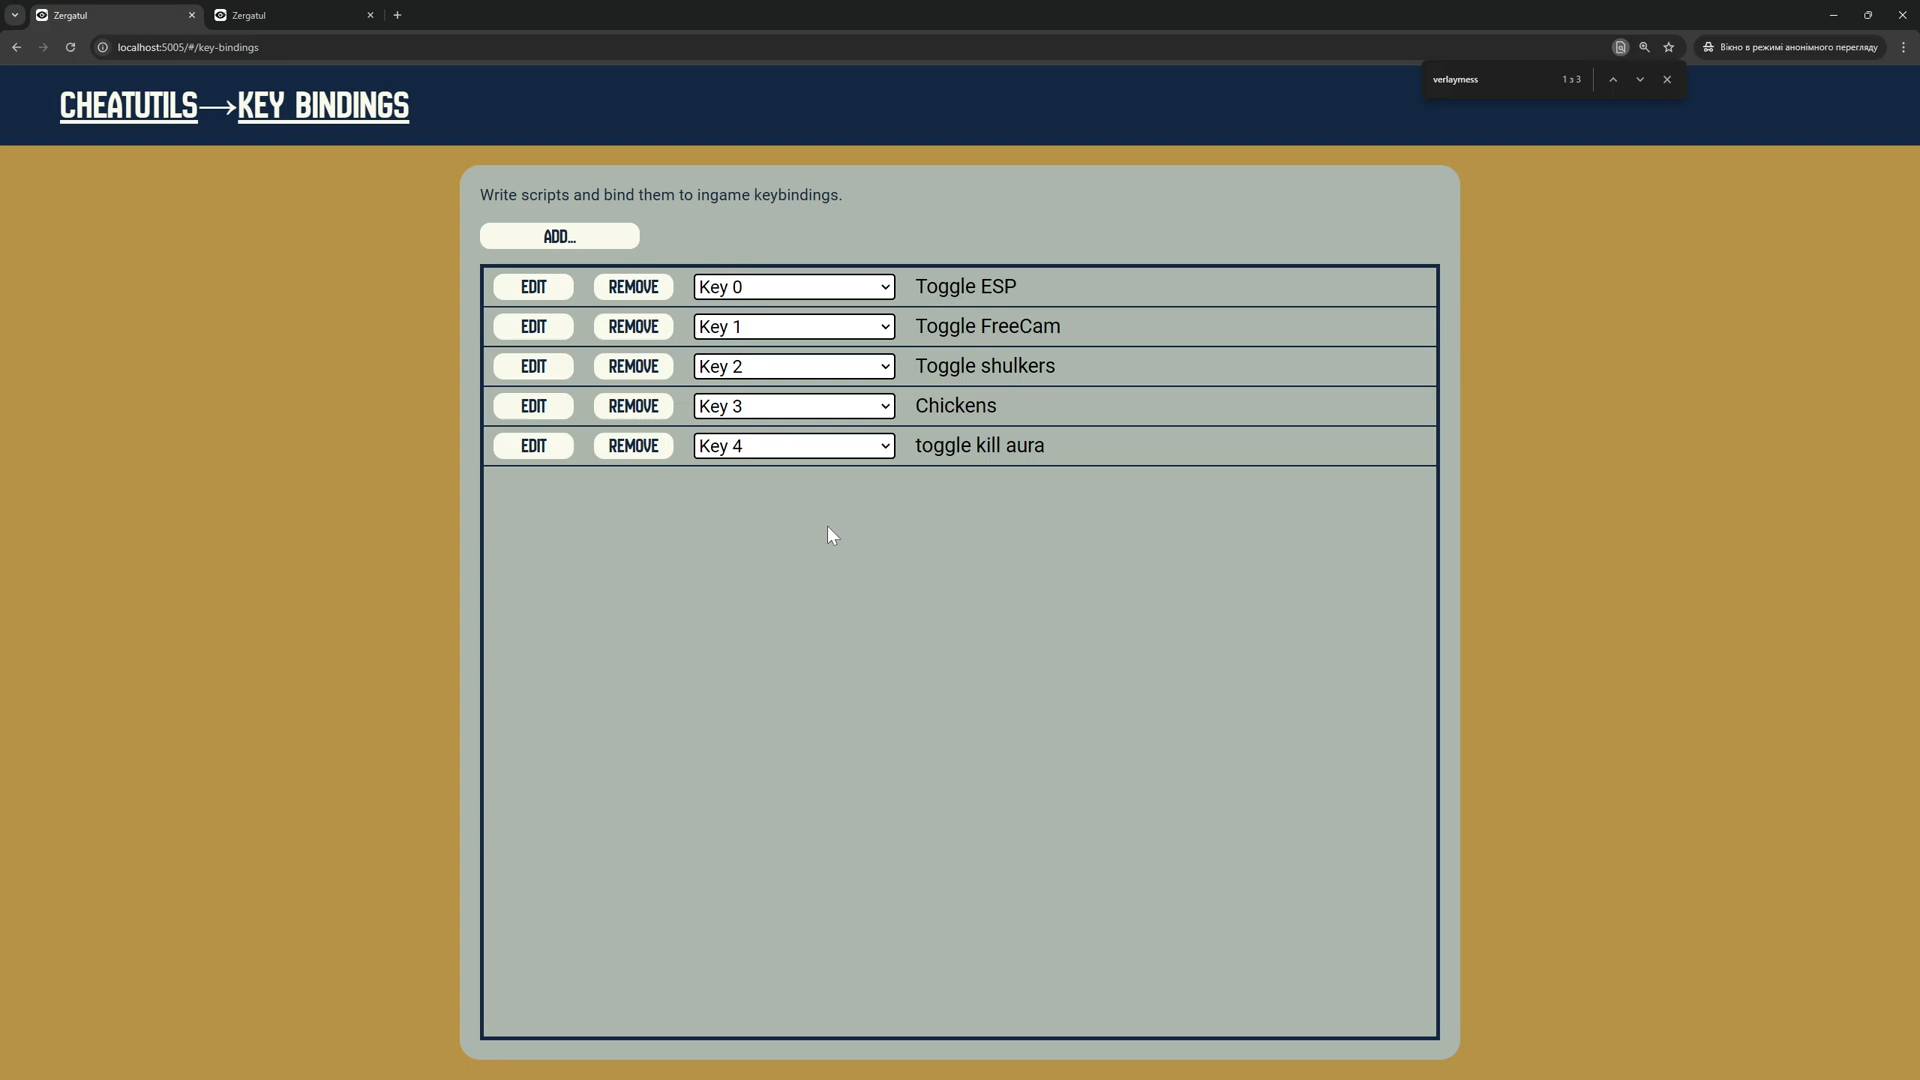 Zergatul
Zergatul
localhost:5005/#/key-bindings
Вікно в режимі анонімного перегляду
verlaymess 1 з 3
CHEATUTILS→KEY BINDINGS
Write scripts and bind them to ingame keybindings.
ADD...
EDIT REMOVE Key 0 Toggle ESP
EDIT REMOVE Key 1 Toggle FreeCam
EDIT REMOVE Key 2 Toggle shulkers
EDIT REMOVE Key 3 Chickens
EDIT REMOVE Key 4 toggle kill aura